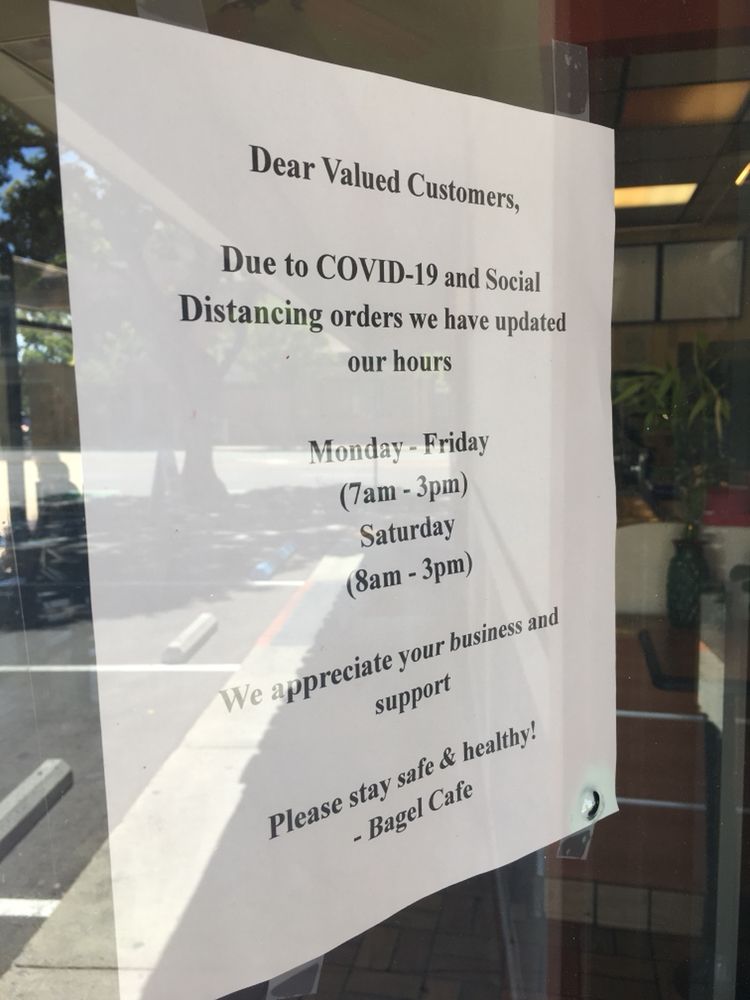 Dear Valued Customers,
Due to COVID-19 and Social
Distancing orders we have updated
our hours
Monday - Friday
(7am - 3pm)
Saturday
(8am - 3pm)
We appreciate your business and
support
Please stay safe & healthy!
- Bagel Cafe